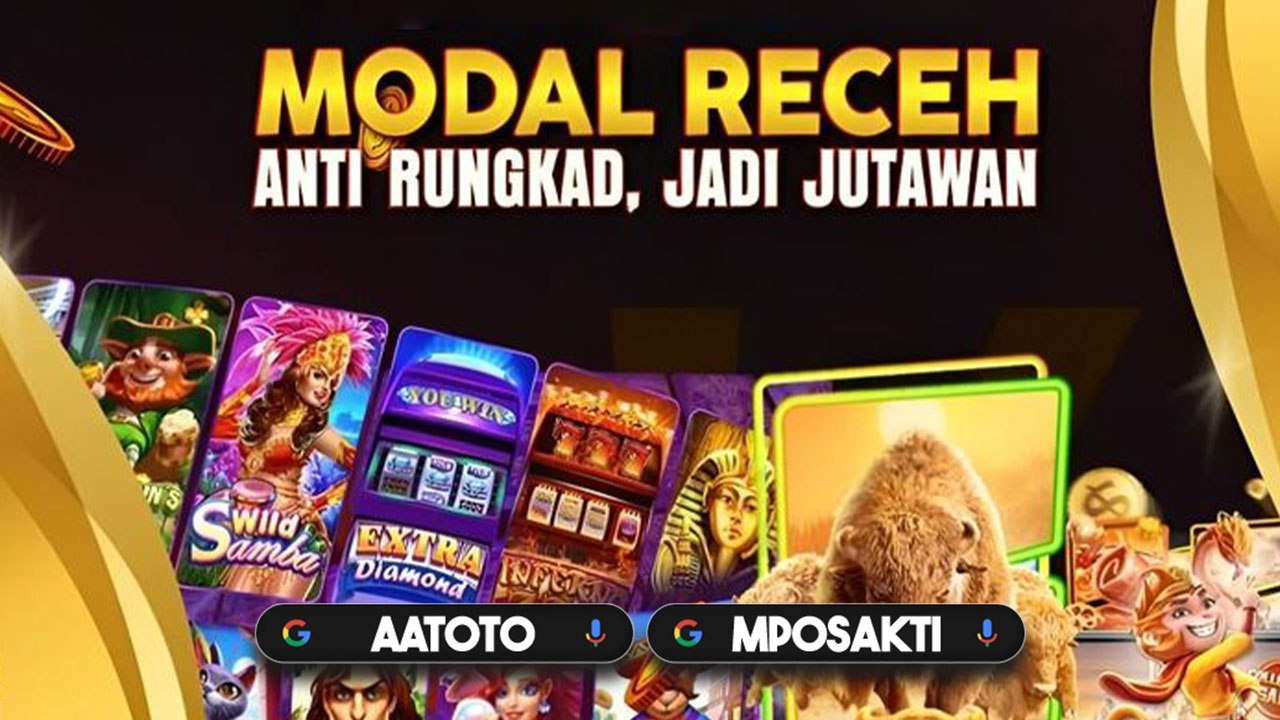 MODAL RECEH
ANTI RUNGKAD, JADI JUTAWAN
YOU WIN
Wild
Samba
EXTRA
Diamond
AATOTO
MPOSAKTI